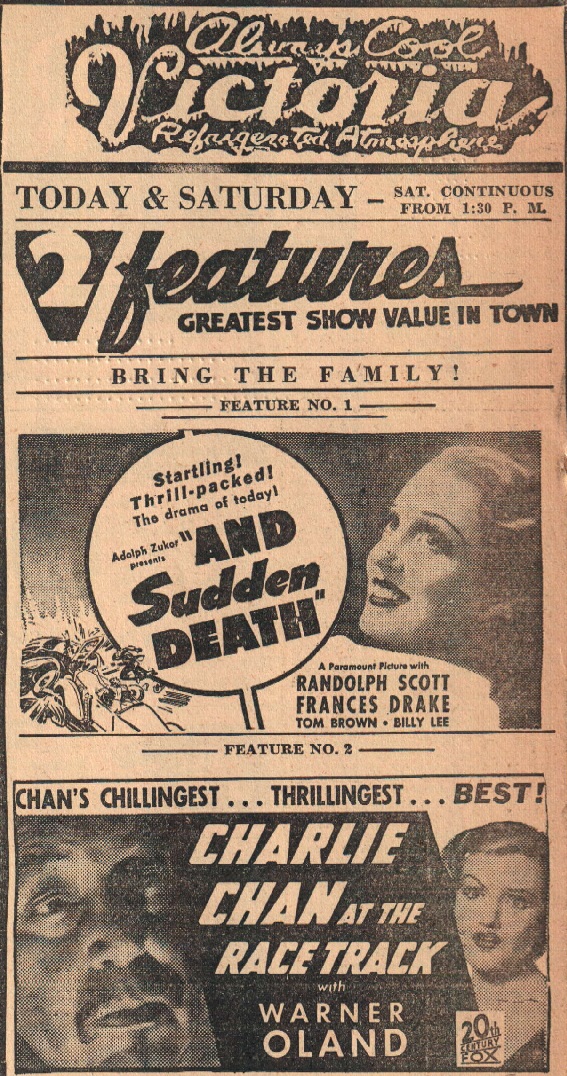 Always Cool
Victoria
Refrigerated Atmosphere
TODAY & SATURDAY – SAT. CONTINUOUS
FROM 1:30 P. M.
2 features
GREATEST SHOW VALUE IN TOWN
BRING THE FAMILY!
FEATURE NO. 1
Startling!
Thrill-packed!
The drama of today!
Adolph Zukor
presents
"AND
Sudden
DEATH"
A Paramount Picture with
RANDOLPH SCOTT
FRANCES DRAKE
TOM BROWN • BILLY LEE
FEATURE NO. 2
CHAN'S CHILLINGEST . . . THRILLINGEST . . . BEST!
CHARLIE
CHAN AT THE
RACE TRACK
with
WARNER
OLAND
20th
CENTURY
FOX